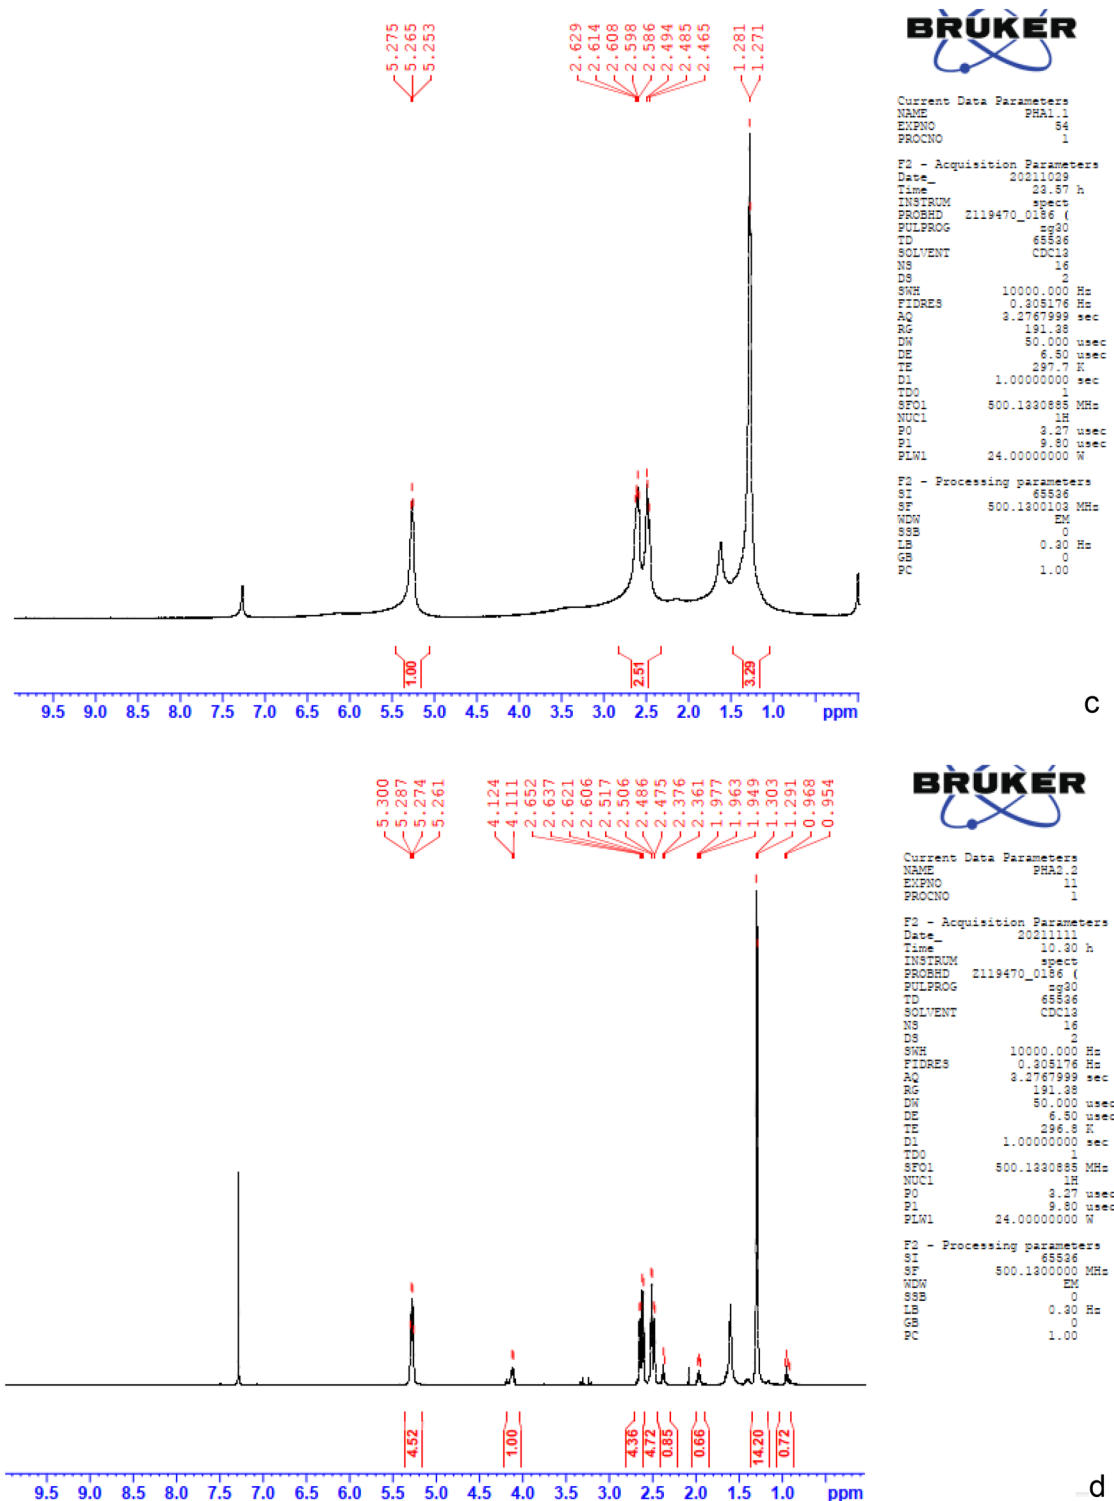 5.275
5.265
5.253
2.629
2.614
2.608
2.598
2.586
2.494
2.485
2.465
1.281
1.271
BRUKER
Current Data Parameters
NAME PHA1.1
EXPNO 54
PROCNO 1
F2 - Acquisition Parameters
Date_ 20211029
Time 23.57 h
INSTRUM spect
PROBHD Z119470_0186 (
PULPROG zg30
TD 65536
SOLVENT CDCl3
NS 16
DS 2
SWH 10000.000 Hz
FIDRES 0.305176 Hz
AQ 3.2767999 sec
RG 191.38
DW 50.000 usec
DE 6.50 usec
TE 297.7 K
D1 1.00000000 sec
TD0 1
SFO1 500.1330885 MHz
NUC1 1H
P0 3.27 usec
P1 9.80 usec
PLW1 24.00000000 W
F2 - Processing parameters
SI 65536
SF 500.1300103 MHz
WDW EM
SSB 0
LB 0.30 Hz
GB 0
PC 1.00
1.00
2.51
3.29
9.5 9.0 8.5 8.0 7.5 7.0 6.5 6.0 5.5 5.0 4.5 4.0 3.5 3.0 2.5 2.0 1.5 1.0 ppm
c
5.300
5.287
5.274
5.261
4.124
4.111
2.652
2.637
2.621
2.606
2.517
2.506
2.486
2.475
2.376
2.361
1.977
1.963
1.949
1.303
1.291
0.968
0.954
BRUKER
Current Data Parameters
NAME PHA2.2
EXPNO 11
PROCNO 1
F2 - Acquisition Parameters
Date_ 20211111
Time 10.30 h
INSTRUM spect
PROBHD Z119470_0186 (
PULPROG zg30
TD 65536
SOLVENT CDCl3
NS 16
DS 2
SWH 10000.000 Hz
FIDRES 0.305176 Hz
AQ 3.2767999 sec
RG 191.38
DW 50.000 usec
DE 6.50 usec
TE 296.8 K
D1 1.00000000 sec
TD0 1
SFO1 500.1330885 MHz
NUC1 1H
P0 3.27 usec
P1 9.80 usec
PLW1 24.00000000 W
F2 - Processing parameters
SI 65536
SF 500.1300000 MHz
WDW EM
SSB 0
LB 0.30 Hz
GB 0
PC 1.00
4.52
1.00
4.36
4.72
0.85
0.66
14.20
0.72
9.5 9.0 8.5 8.0 7.5 7.0 6.5 6.0 5.5 5.0 4.5 4.0 3.5 3.0 2.5 2.0 1.5 1.0 ppm
d